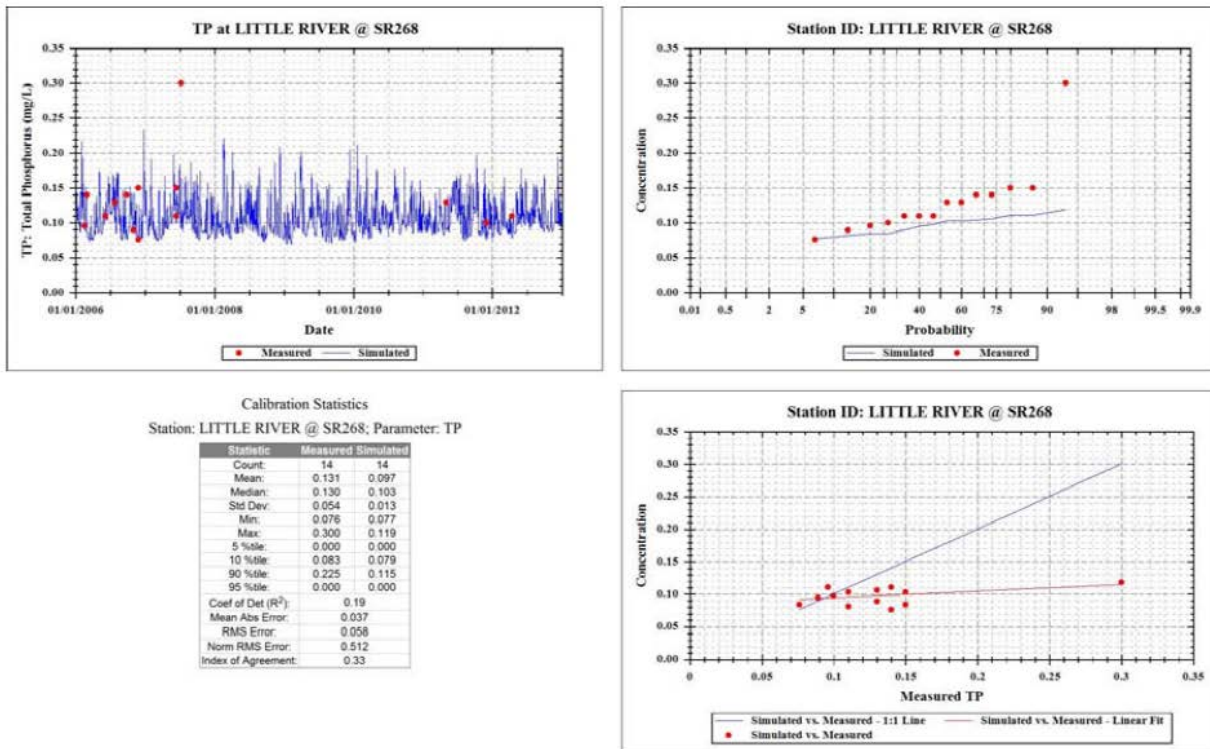 TP at LITTLE RIVER @ SR268
TP: Total Phosphorus (mg/L)
0.35
0.30
0.25
0.20
0.15
0.10
0.05
0.00
01/01/2006 01/01/2008 01/01/2010 01/01/2012
Date
Measured Simulated
Station ID: LITTLE RIVER @ SR268
Concentration
0.35
0.30
0.25
0.20
0.15
0.10
0.05
0.00
0.01 0.5 2 5 20 40 60 75 90 98 99.5 99.9
Probability
Simulated Measured
Calibration Statistics
Station: LITTLE RIVER @ SR268; Parameter: TP
Statistic Measured Simulated
Count: 14 14
Mean: 0.131 0.097
Median: 0.130 0.103
Std Dev: 0.054 0.013
Min: 0.076 0.077
Max: 0.300 0.119
5 %tile: 0.000 0.000
10 %tile: 0.083 0.079
90 %tile: 0.225 0.115
95 %tile: 0.000 0.000
Coef of Det (R²): 0.19
Mean Abs Error: 0.037
RMS Error: 0.058
Norm RMS Error: 0.512
Index of Agreement: 0.33
Station ID: LITTLE RIVER @ SR268
Concentration
0.35
0.30
0.25
0.20
0.15
0.10
0.05
0.00
0 0.05 0.1 0.15 0.2 0.25 0.3 0.35
Measured TP
Simulated vs. Measured - 1:1 Line Simulated vs. Measured - Linear Fit
Simulated vs. Measured